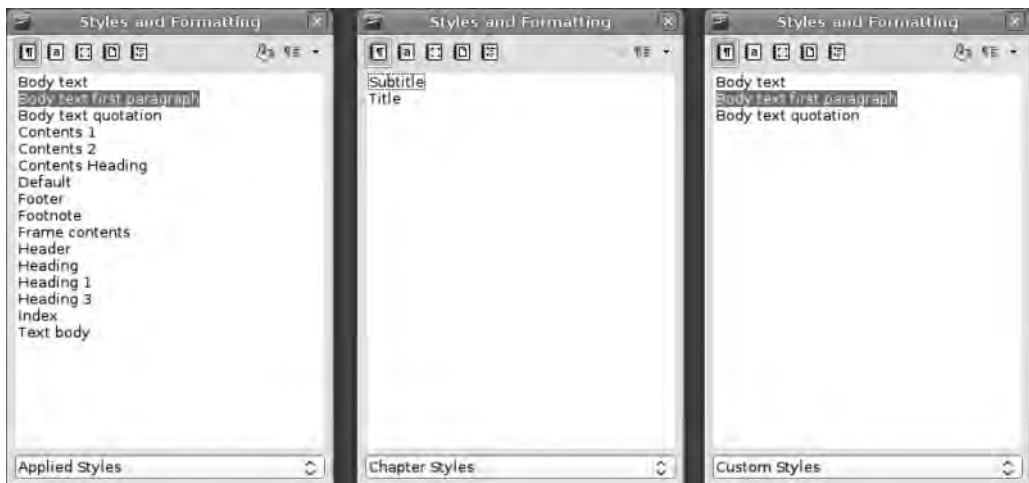 Styles and Formatting
Body text
Body text first paragraph
Body text quotation
Contents 1
Contents 2
Contents Heading
Default
Footer
Footnote
Frame contents
Header
Heading
Heading 1
Heading 3
Index
Text body
Applied Styles
Styles and Formatting
Subtitle
Title
Chapter Styles
Styles and Formatting
Body text
Body text first paragraph
Body text quotation
Custom Styles